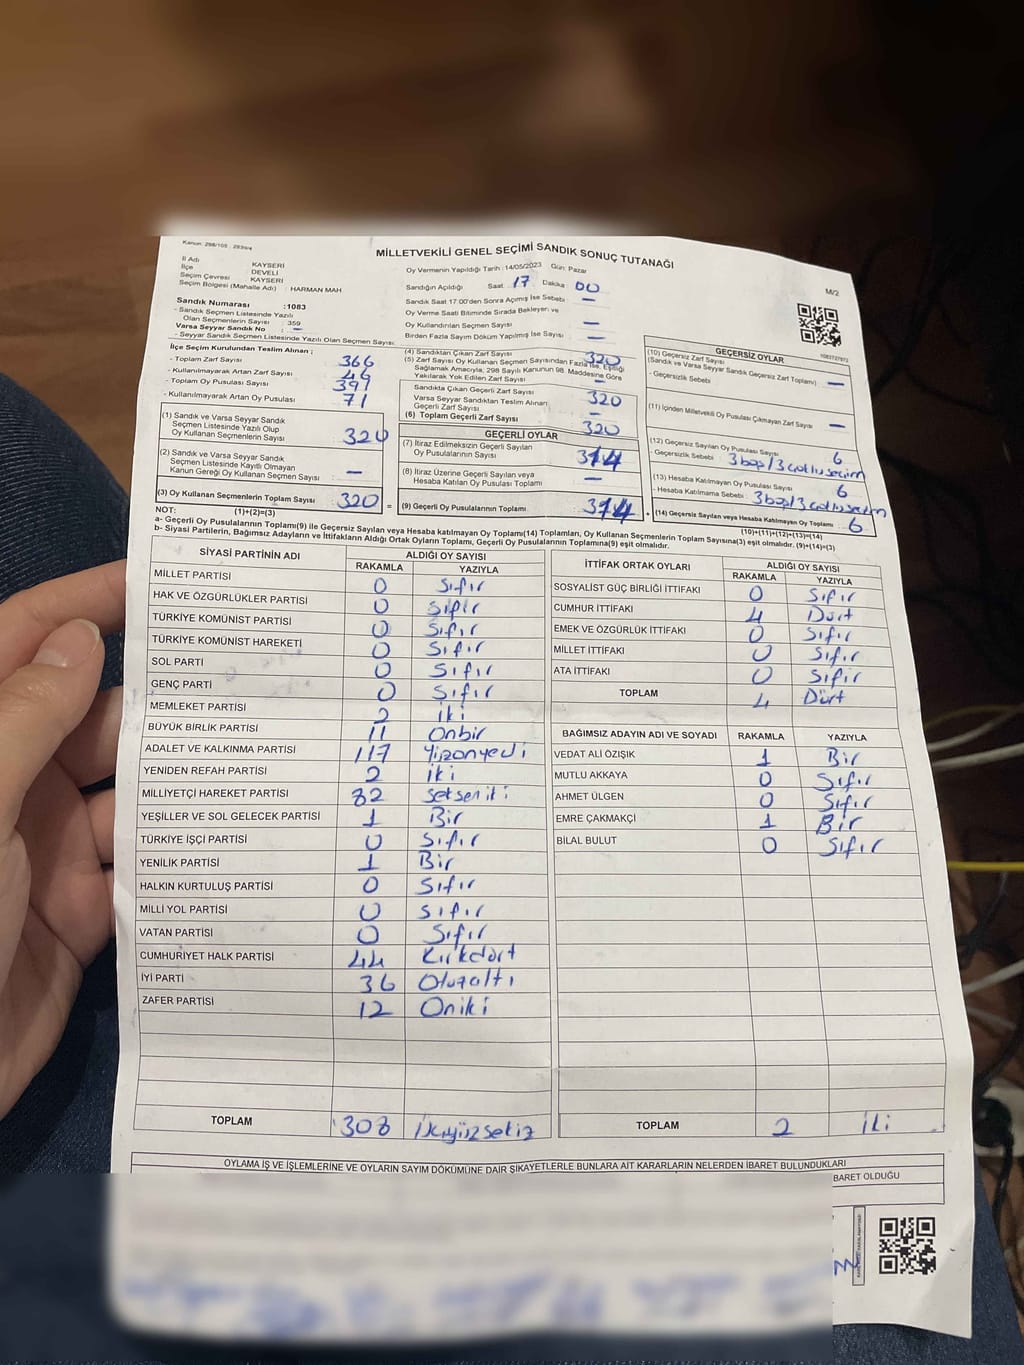 Kanun: 298/105
MİLLETVEKİLİ GENEL SEÇİMİ SANDIK SONUÇ TUTANAĞI
M/2
İl Adı KAYSERİ
İlçe DEVELİ
Seçim Çevresi KAYSERİ
Seçim Bölgesi (Mahalle Adı) : HARMAN MAH
Sandık Numarası :1083
- Sandık Seçmen Listesinde Yazılı
Olan Seçmenlerin Sayısı : 359
Varsa Seyyar Sandık No : –
- Seyyar Sandık Seçmen Listesinde Yazılı Olan Seçmen Sayısı:
Oy Vermenin Yapıldığı Tarih :14/05/2023 Gün: Pazar
Sandığın Açıldığı Saat 17 Dakika 00
Sandık Saat 17.00'den Sonra Açımış İse Sebebi –
Oy Verme Saati Bitiminde Sırada Bekleyen ve
Oy Kullandırılan Seçmen Sayısı –
Birden Fazla Sayım Döküm Yapılmış İse Sayısı –
İlçe Seçim Kurulundan Teslim Alınan ;
- Toplam Zarf Sayısı 366
- Kullanılmayarak Artan Zarf Sayısı 46
- Toplam Oy Pusulası Sayısı 391
- Kullanılmayarak Artan Oy Pusulası 71
(1) Sandık ve Varsa Seyyar Sandık
Seçmen Listesinde Yazılı Olup
Oy Kullanan Seçmenlerin Sayısı 320
(2) Sandık ve Varsa Seyyar Sandık
Seçmen Listesinde Kayıtlı Olmayan
Kanun Gereği Oy Kullanan Seçmen Sayısı –
(3) Oy Kullanan Seçmenlerin Toplam Sayısı 320 =
(4) Sandıktan Çıkan Zarf Sayısı 320
(5) Zarf Sayısı Oy Kullanan Seçmen Sayısından Fazla ise, Eşitliği
Sağlamak Amacıyla, 298 Sayılı Kanunun 98. Maddesine Göre
Yakılarak Yok Edilen Zarf Sayısı –
Sandıkta Çıkan Geçerli Zarf Sayısı 320
Varsa Seyyar Sandıktan Teslim Alınan
Geçerli Zarf Sayısı –
(6) Toplam Geçerli Zarf Sayısı 320
GEÇERLİ OYLAR
(7) İtiraz Edilmeksizin Geçerli Sayılan
Oy Pusulalarının Sayısı 314
(8) İtiraz Üzerine Geçerli Sayılan veya
Hesaba Katılan Oy Pusulası Toplamı –
(9) Geçerli Oy Pusulalarının Toplamı 314 +
GEÇERSİZ OYLAR
(10) Geçersiz Zarf Sayısı
(Sandık ve Varsa Seyyar Sandık Geçersiz Zarf Toplamı) –
- Geçersizlik Sebebi
(11) İçinden Milletvekili Oy Pusulası Çıkmayan Zarf Sayısı –
(12) Geçersiz Sayılan Oy Pusulası Sayısı 6
- Geçersizlik Sebebi 3
(13) Hesaba Katılmayan Oy Pusulası Sayısı 6
- Hesaba Katılmama Sebebi 3
(14) Geçersiz Sayılan veya Hesaba Katılmayan Oy Toplamı : 6
NOT: (1)+(2)=(3) (10)+(11)+(12)+(13)=(14)
a- Geçerli Oy Pusulalarının Toplamı(9) ile Geçersiz Sayılan veya Hesaba katılmayan Oy Toplamı(14) Toplamları, Oy Kullanan Seçmenlerin Toplam Sayısına(3) eşit olmalıdır. (9)+(14)=(3)
b- Siyasi Partilerin, Bağımsız Adayların ve İttifakların Aldığı Ortak Oyların Toplamı, Geçerli Oy Pusulalarının Toplamına(9) eşit olmalıdır.
SİYASİ PARTİNİN ADI ALDIĞI OY SAYISI
RAKAMLA YAZIYLA
MİLLET PARTİSİ 0 Sıfır
HAK VE ÖZGÜRLÜKLER PARTİSİ 0 Sıfır
TÜRKİYE KOMÜNİST PARTİSİ 0 Sıfır
TÜRKİYE KOMÜNİST HAREKETİ 0 Sıfır
SOL PARTİ 0 Sıfır
GENÇ PARTİ 0 Sıfır
MEMLEKET PARTİSİ 2 iki
BÜYÜK BİRLİK PARTİSİ 11 Onbir
ADALET VE KALKINMA PARTİSİ 117 Yüzonyedi
YENİDEN REFAH PARTİSİ 2 iki
MİLLİYETÇİ HAREKET PARTİSİ 82 Seksen iki
YEŞİLLER VE SOL GELECEK PARTİSİ 1 Bir
TÜRKİYE İŞÇİ PARTİSİ 0 Sıfır
YENİLİK PARTİSİ 1 Bir
HALKIN KURTULUŞ PARTİSİ 0 Sıfır
MİLLİ YOL PARTİSİ 0 Sıfır
VATAN PARTİSİ 0 Sıfır
CUMHURİYET HALK PARTİSİ 44 Kırkdört
İYİ PARTİ 36 Otuzaltı
ZAFER PARTİSİ 12 Oniki
TOPLAM 308
İTTİFAK ORTAK OYLARI ALDIĞI OY SAYISI
RAKAMLA YAZIYLA
SOSYALİST GÜÇ BİRLİĞİ İTTİFAKI 0 Sıfır
CUMHUR İTTİFAKI 4 Dört
EMEK VE ÖZGÜRLÜK İTTİFAKI 0 Sıfır
MİLLET İTTİFAKI 0 Sıfır
ATA İTTİFAKI 0 Sıfır
TOPLAM 4 Dört
BAĞIMSIZ ADAYIN ADI VE SOYADI RAKAMLA YAZIYLA
VEDAT ALİ ÖZIŞIK 1 Bir
MUTLU AKKAYA 0 Sıfır
AHMET ÜLGEN 0 Sıfır
EMRE ÇAKMAKÇİ 1 Bir
BİLAL BULUT 0 Sıfır
TOPLAM 2 iki
OYLAMA İŞ VE İŞLEMLERİNE VE OYLARIN SAYIM DÖKÜMÜNE DAİR ŞİKAYETLERLE BUNLARA AİT KARARLARIN NELERDEN İBARET BULUNDUKLARI
BARET OLDUĞU